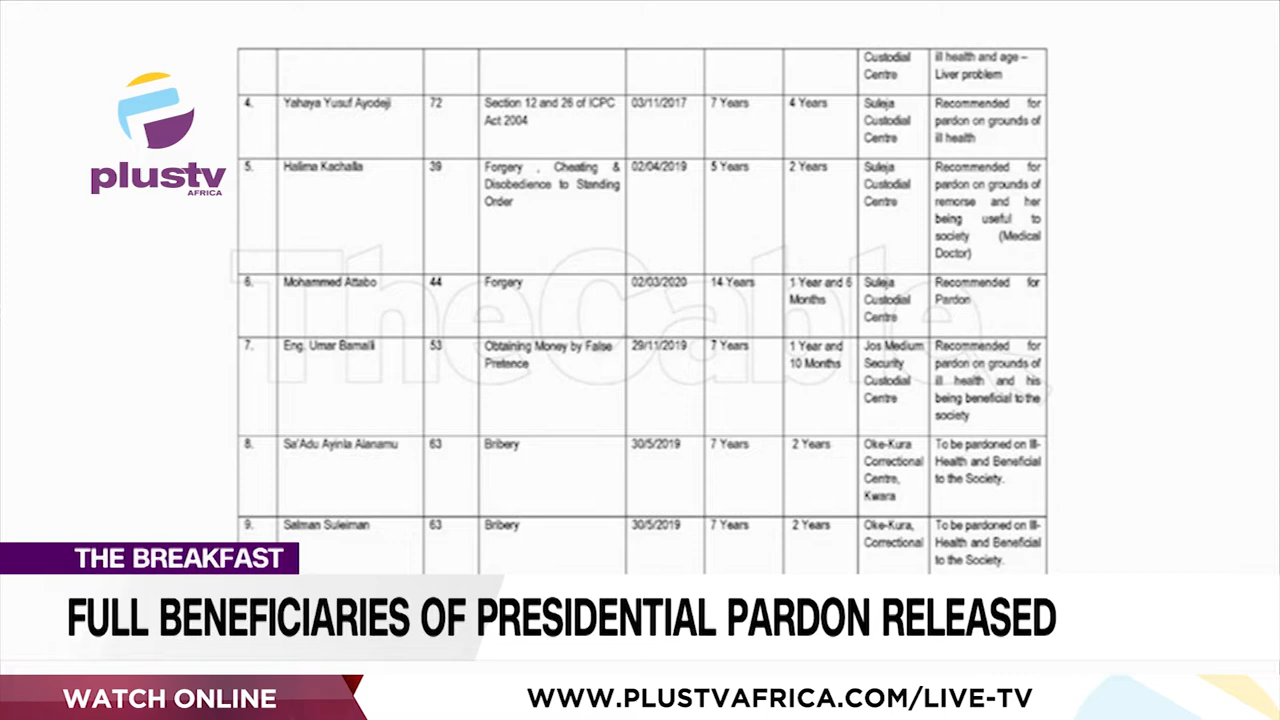 Custodial Centre
ill health and age – Liver problem
4. Yahaya Yusuf Ayodeji 72 Section 12 and 26 of ICPC Act 2004 03/11/2017 7 Years 4 Years Suleja Custodial Centre Recommended for pardon on grounds of ill health
5. Halima Kachalla 39 Forgery , Cheating & Disobedience to Standing Order 02/04/2019 5 Years 2 Years Suleja Custodial Centre Recommended for pardon on grounds of remorse and her being useful to society (Medical Doctor)
6. Mohammed Attabo 44 Forgery 02/03/2020 14 Years 1 Year and 6 Months Suleja Custodial Centre Recommended for Pardon
7. Eng. Umar Bamalli 53 Obtaining Money by False Pretence 29/11/2019 7 Years 1 Year and 10 Months Jos Medium Security Custodial Centre Recommended for pardon on grounds of ill health and his being beneficial to the society
8. Sa'Adu Ayinla Alanamu 63 Bribery 30/5/2019 7 Years 2 Years Oke-Kura Correctional Centre, Kwara To be pardoned on Ill-Health and Beneficial to the Society.
9. Salman Suleiman 63 Bribery 30/5/2019 7 Years 2 Years Oke-Kura, Correctional To be pardoned on Ill-Health and Beneficial to the Society.
TheCable
plustv
AFRICA
THE BREAKFAST
FULL BENEFICIARIES OF PRESIDENTIAL PARDON RELEASED
WATCH ONLINE
WWW.PLUSTVAFRICA.COM/LIVE-TV